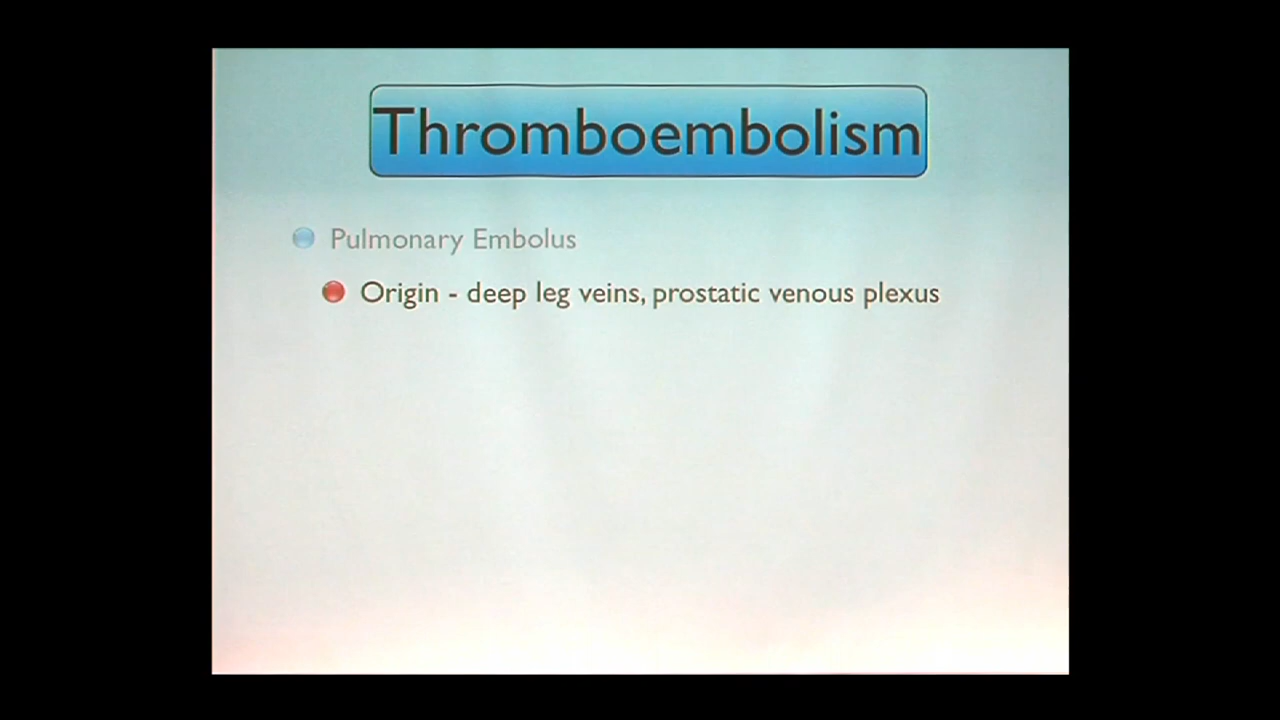 Thromboembolism
Pulmonary Embolus
Origin - deep leg veins, prostatic venous plexus